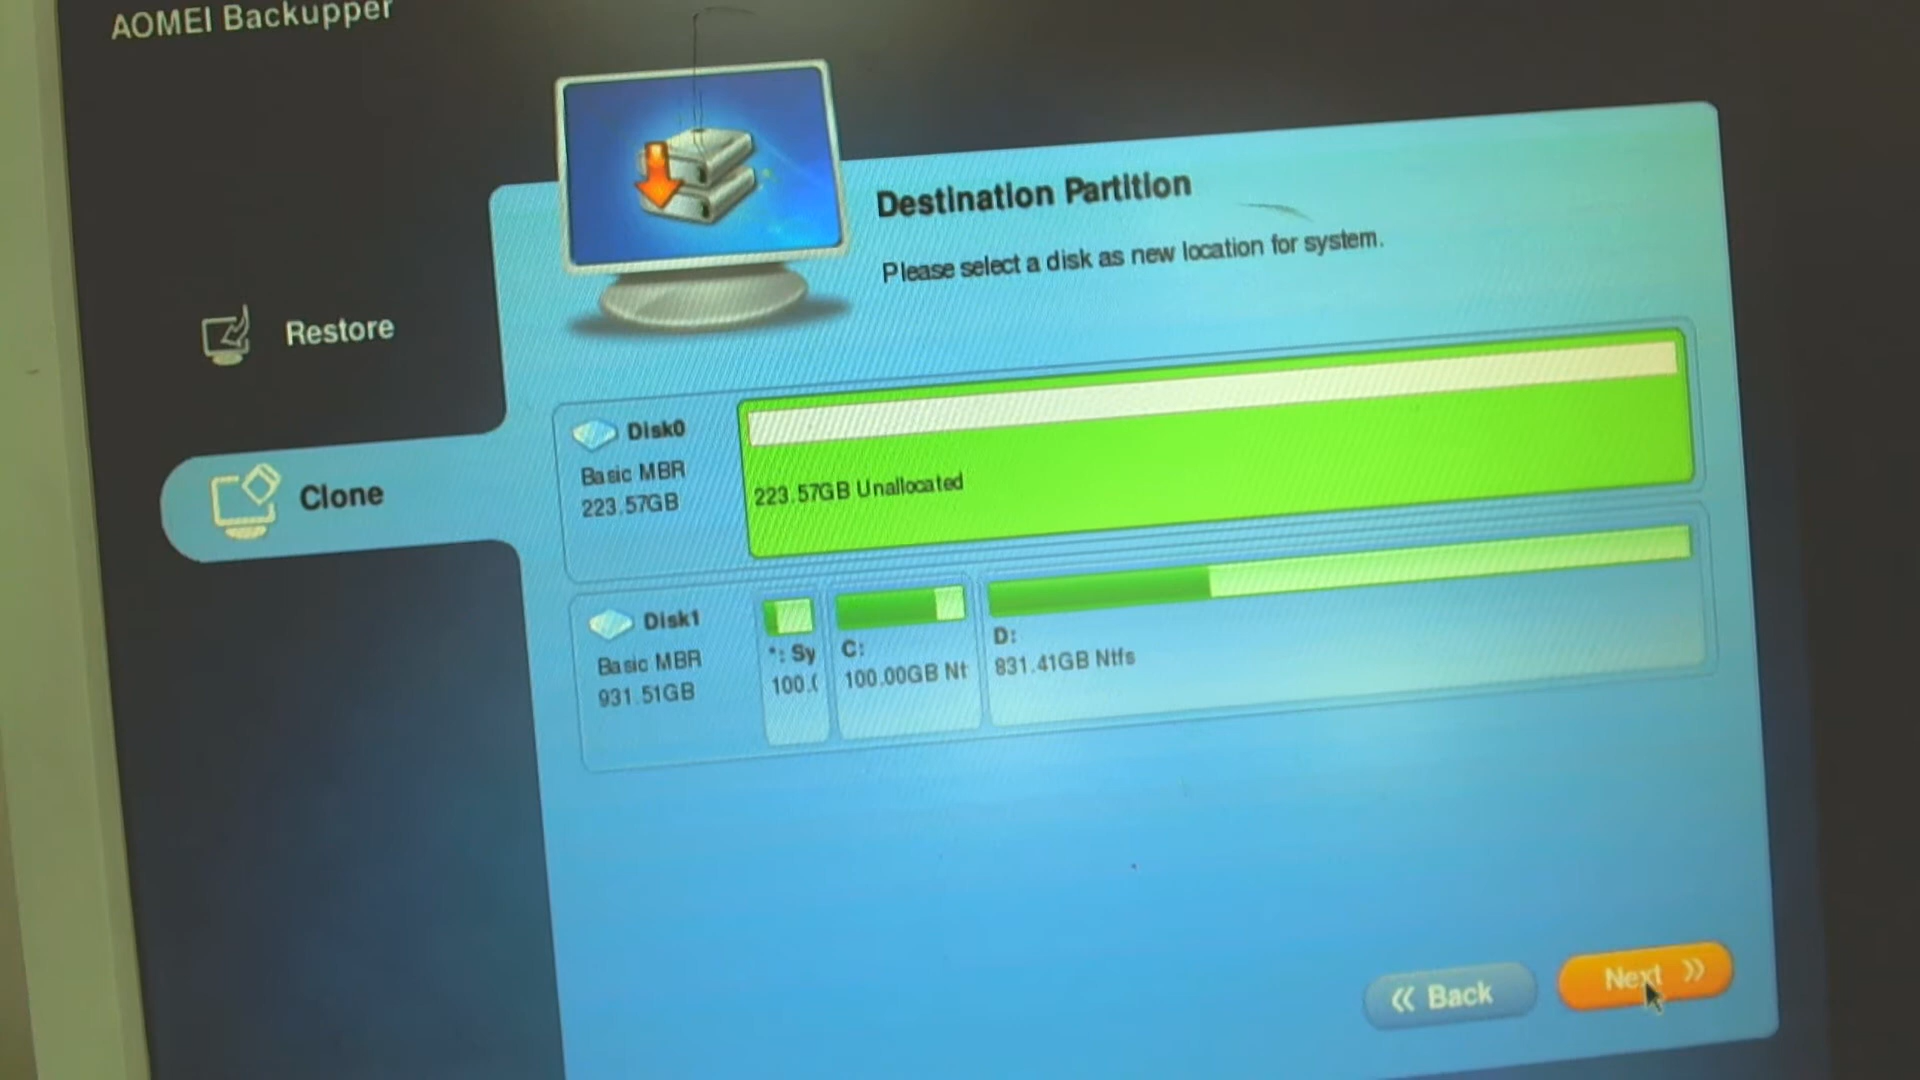 AOMEI Backupper
Destination Partition
Please select a disk as new location for system.
Restore
Clone
Disk0
Basic MBR
223.57GB
223.57GB Unallocated
Disk1
Basic MBR
931.51GB
*: Sy
100.(
C:
100.00GB Nt
D:
831.41GB Ntfs
« Back
Next »